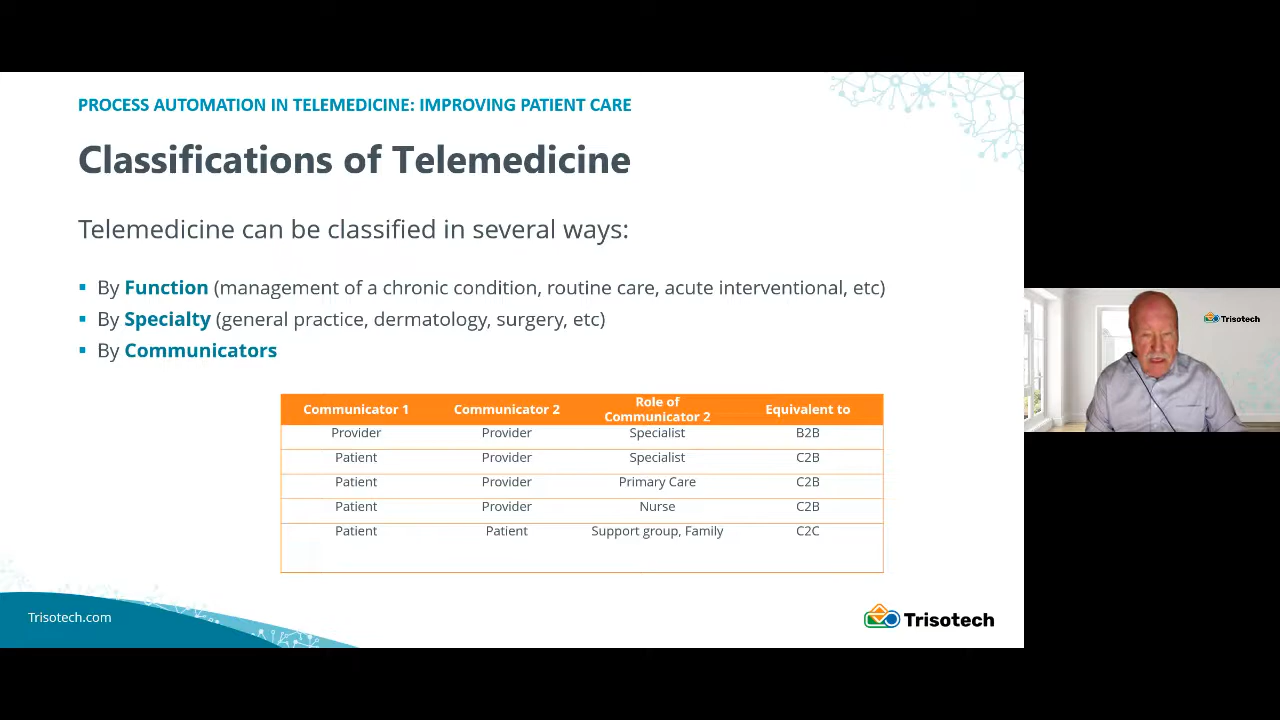 PROCESS AUTOMATION IN TELEMEDICINE: IMPROVING PATIENT CARE
Classifications of Telemedicine
Telemedicine can be classified in several ways:
▪ By Function (management of a chronic condition, routine care, acute interventional, etc)
▪ By Specialty (general practice, dermatology, surgery, etc)
▪ By Communicators
Communicator 1 Communicator 2 Role of Communicator 2 Equivalent to
Provider Provider Specialist B2B
Patient Provider Specialist C2B
Patient Provider Primary Care C2B
Patient Provider Nurse C2B
Patient Patient Support group, Family C2C
Trisotech.com
Trisotech
Trisotech